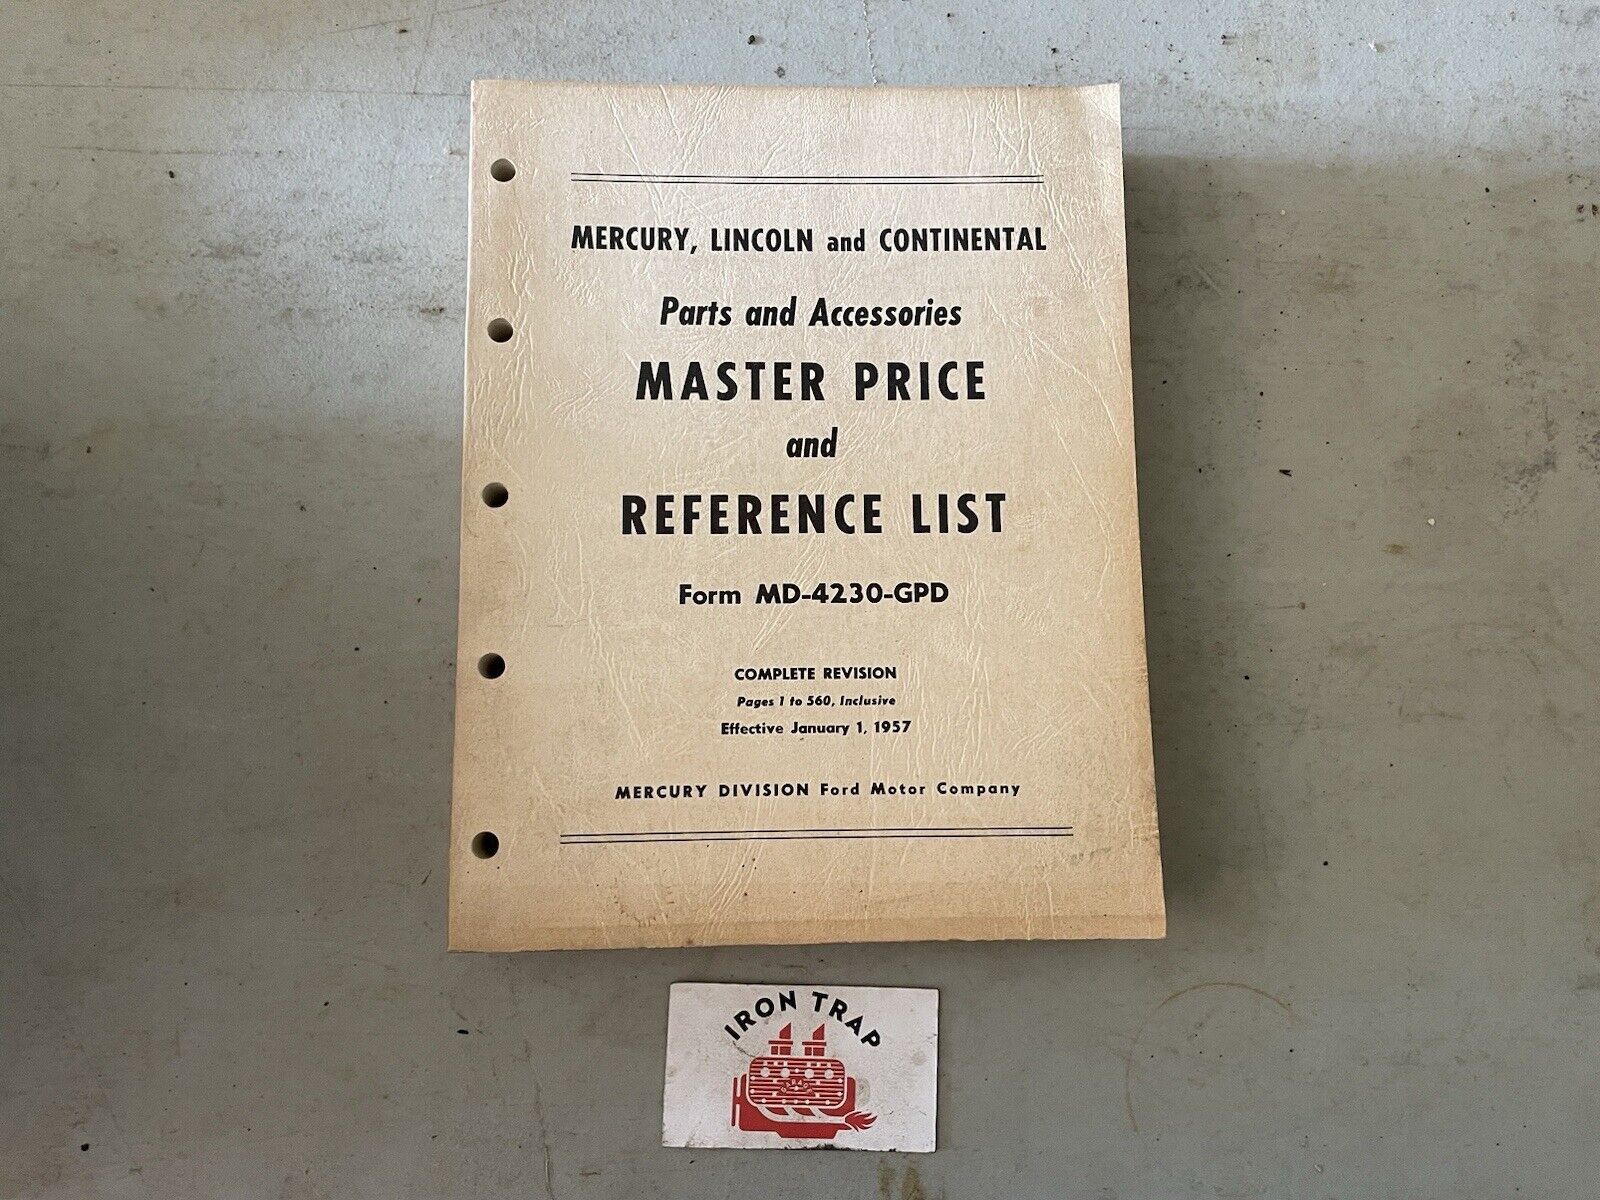 MERCURY, LINCOLN and CONTINENTAL
Parts and Accessories
MASTER PRICE
and
REFERENCE LIST
Form MD-4230-GPD
COMPLETE REVISION
Pages 1 to 560, Inclusive
Effective January 1, 1957
MERCURY DIVISION Ford Motor Company
IRON TRAP
GARAGE